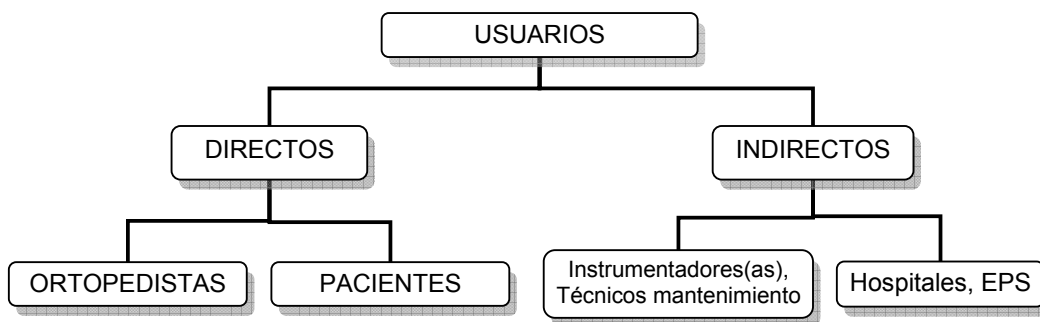 USUARIOS
DIRECTOS
INDIRECTOS
ORTOPEDISTAS
PACIENTES
Instrumentadores(as),
Técnicos mantenimiento
Hospitales, EPS